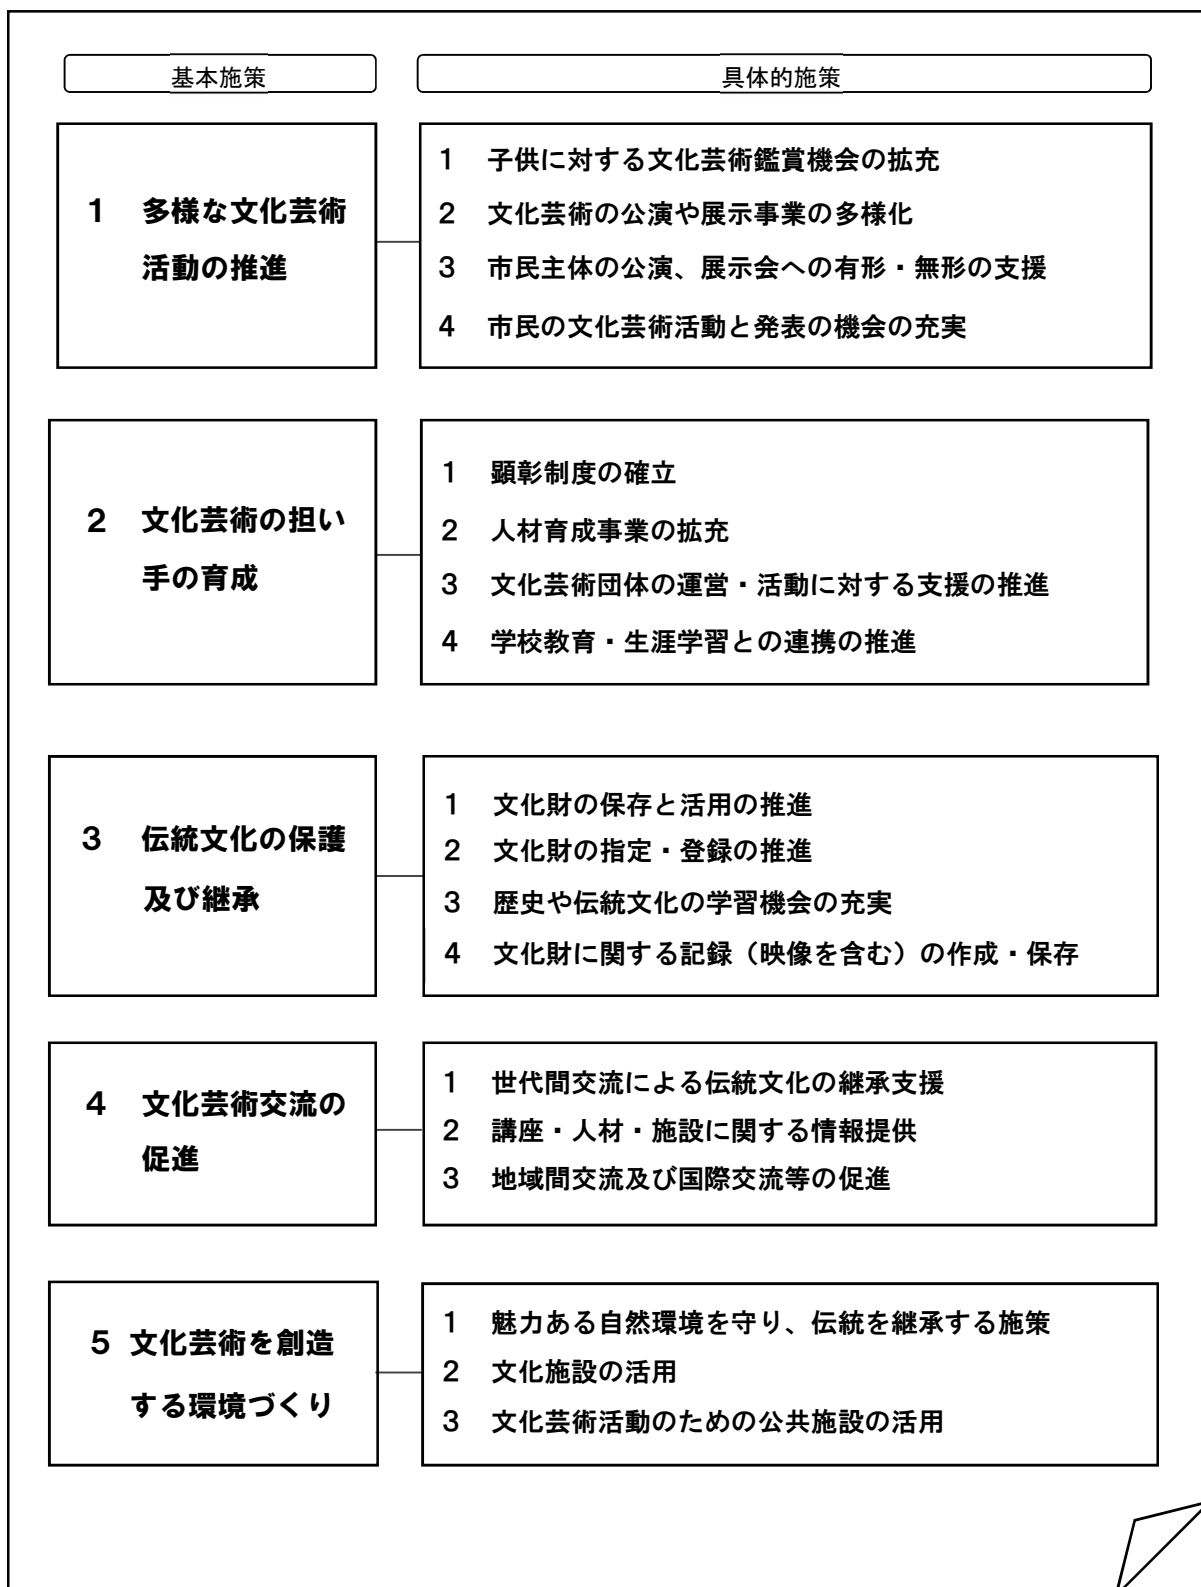 基本施策
具体的施策
1 多様な文化芸術
活動の推進
1 子供に対する文化芸術鑑賞機会の拡充
2 文化芸術の公演や展示事業の多様化
3 市民主体の公演、展示会への有形・無形の支援
4 市民の文化芸術活動と発表の機会の充実
2 文化芸術の担い
手の育成
1 顕彰制度の確立
2 人材育成事業の拡充
3 文化芸術団体の運営・活動に対する支援の推進
4 学校教育・生涯学習との連携の推進
3 伝統文化の保護
及び継承
1 文化財の保存と活用の推進
2 文化財の指定・登録の推進
3 歴史や伝統文化の学習機会の充実
4 文化財に関する記録（映像を含む）の作成・保存
4 文化芸術交流の
促進
1 世代間交流による伝統文化の継承支援
2 講座・人材・施設に関する情報提供
3 地域間交流及び国際交流等の促進
5 文化芸術を創造
する環境づくり
1 魅力ある自然環境を守り、伝統を継承する施策
2 文化施設の活用
3 文化芸術活動のための公共施設の活用